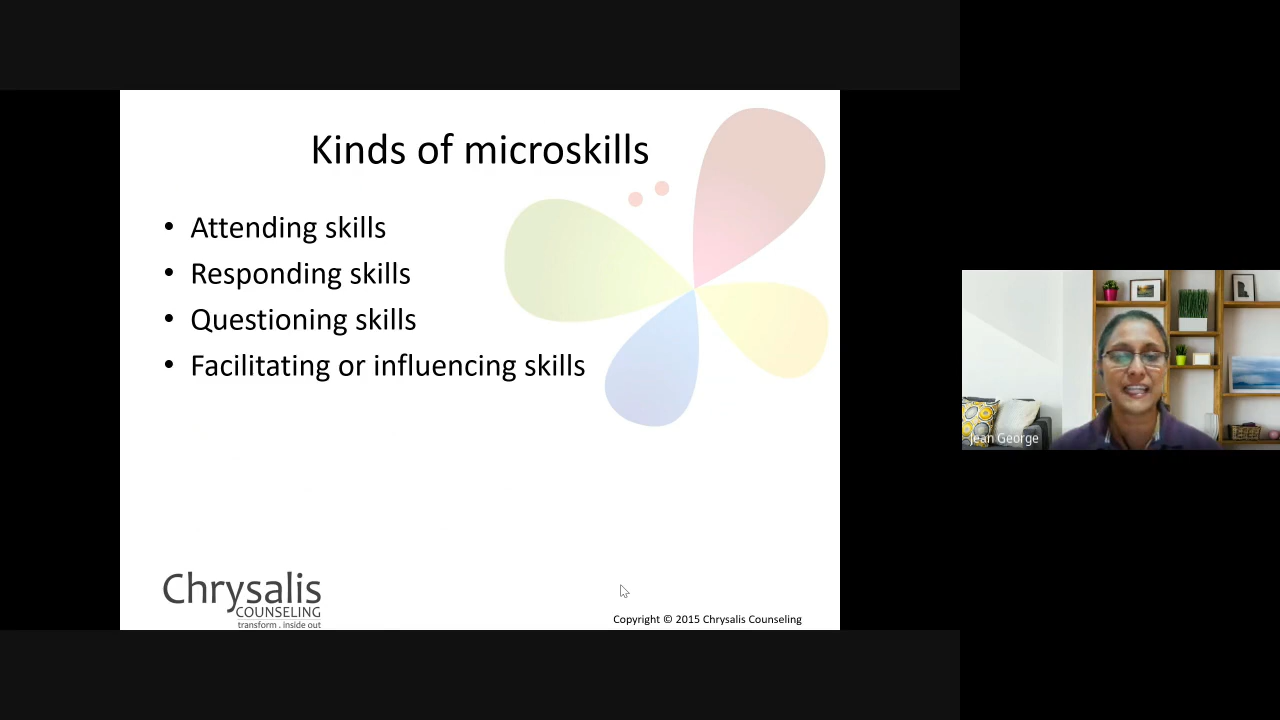 Kinds of microskills
• Attending skills
• Responding skills
• Questioning skills
• Facilitating or influencing skills
Chrysalis
COUNSELING
transform . inside out
Copyright © 2015 Chrysalis Counseling
Jean George